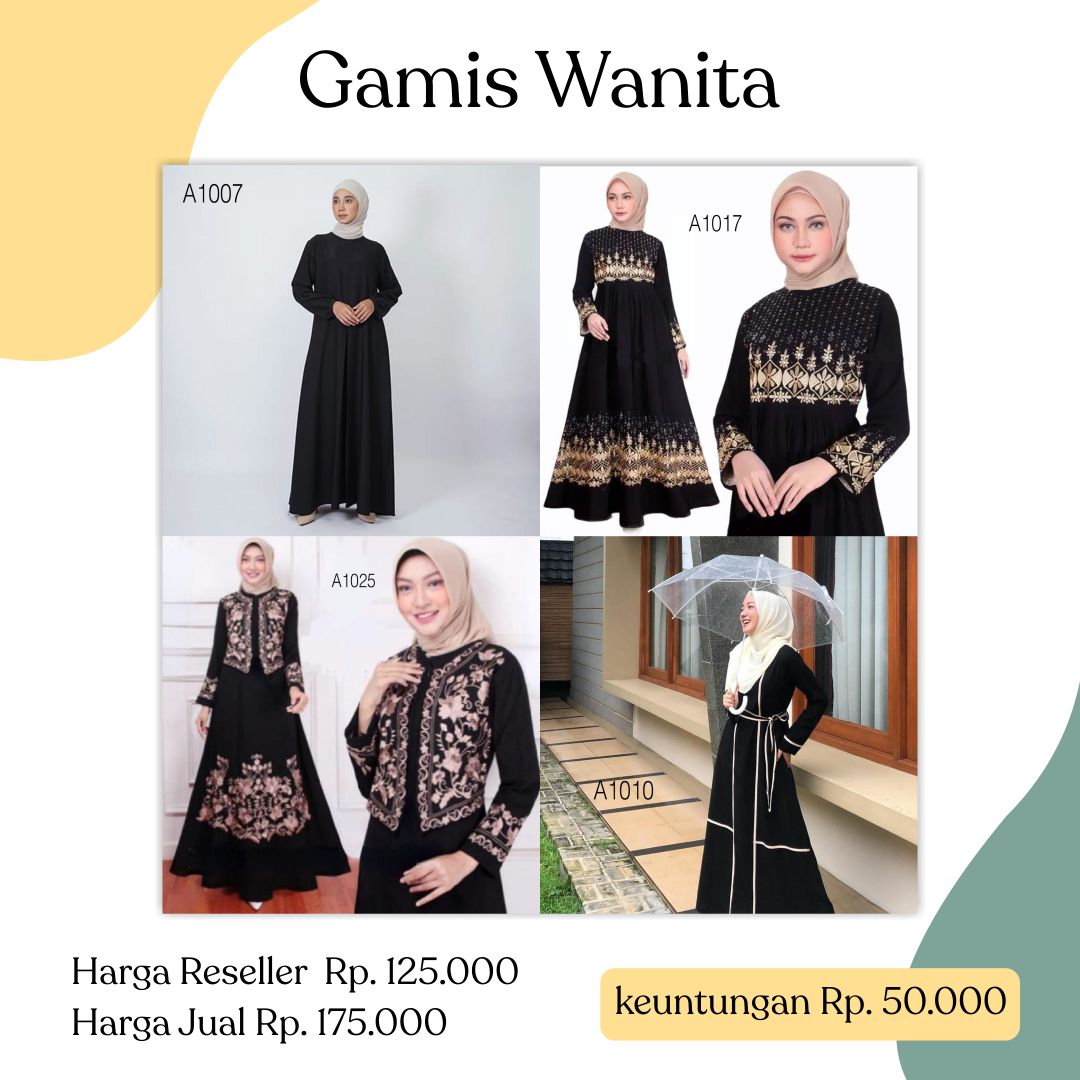 Gamis Wanita
A1007
A1017
A1025
A1010
Harga Reseller Rp. 125.000
Harga Jual Rp. 175.000
keuntungan Rp. 50.000